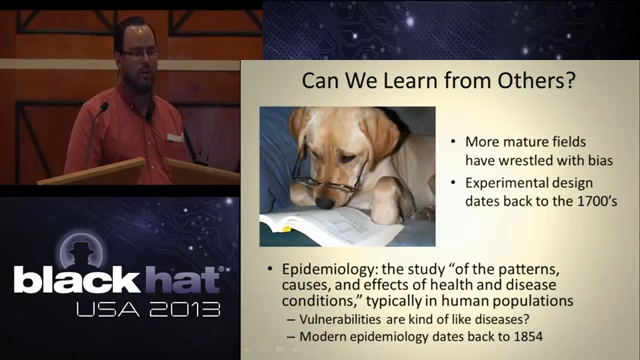 Can We Learn from Others?
• More mature fields
have wrestled with bias
• Experimental design
dates back to the 1700's
• Epidemiology: the study "of the patterns,
causes, and effects of health and disease
conditions," typically in human populations
– Vulnerabilities are kind of like diseases?
– Modern epidemiology dates back to 1854
black hat®
USA 2013